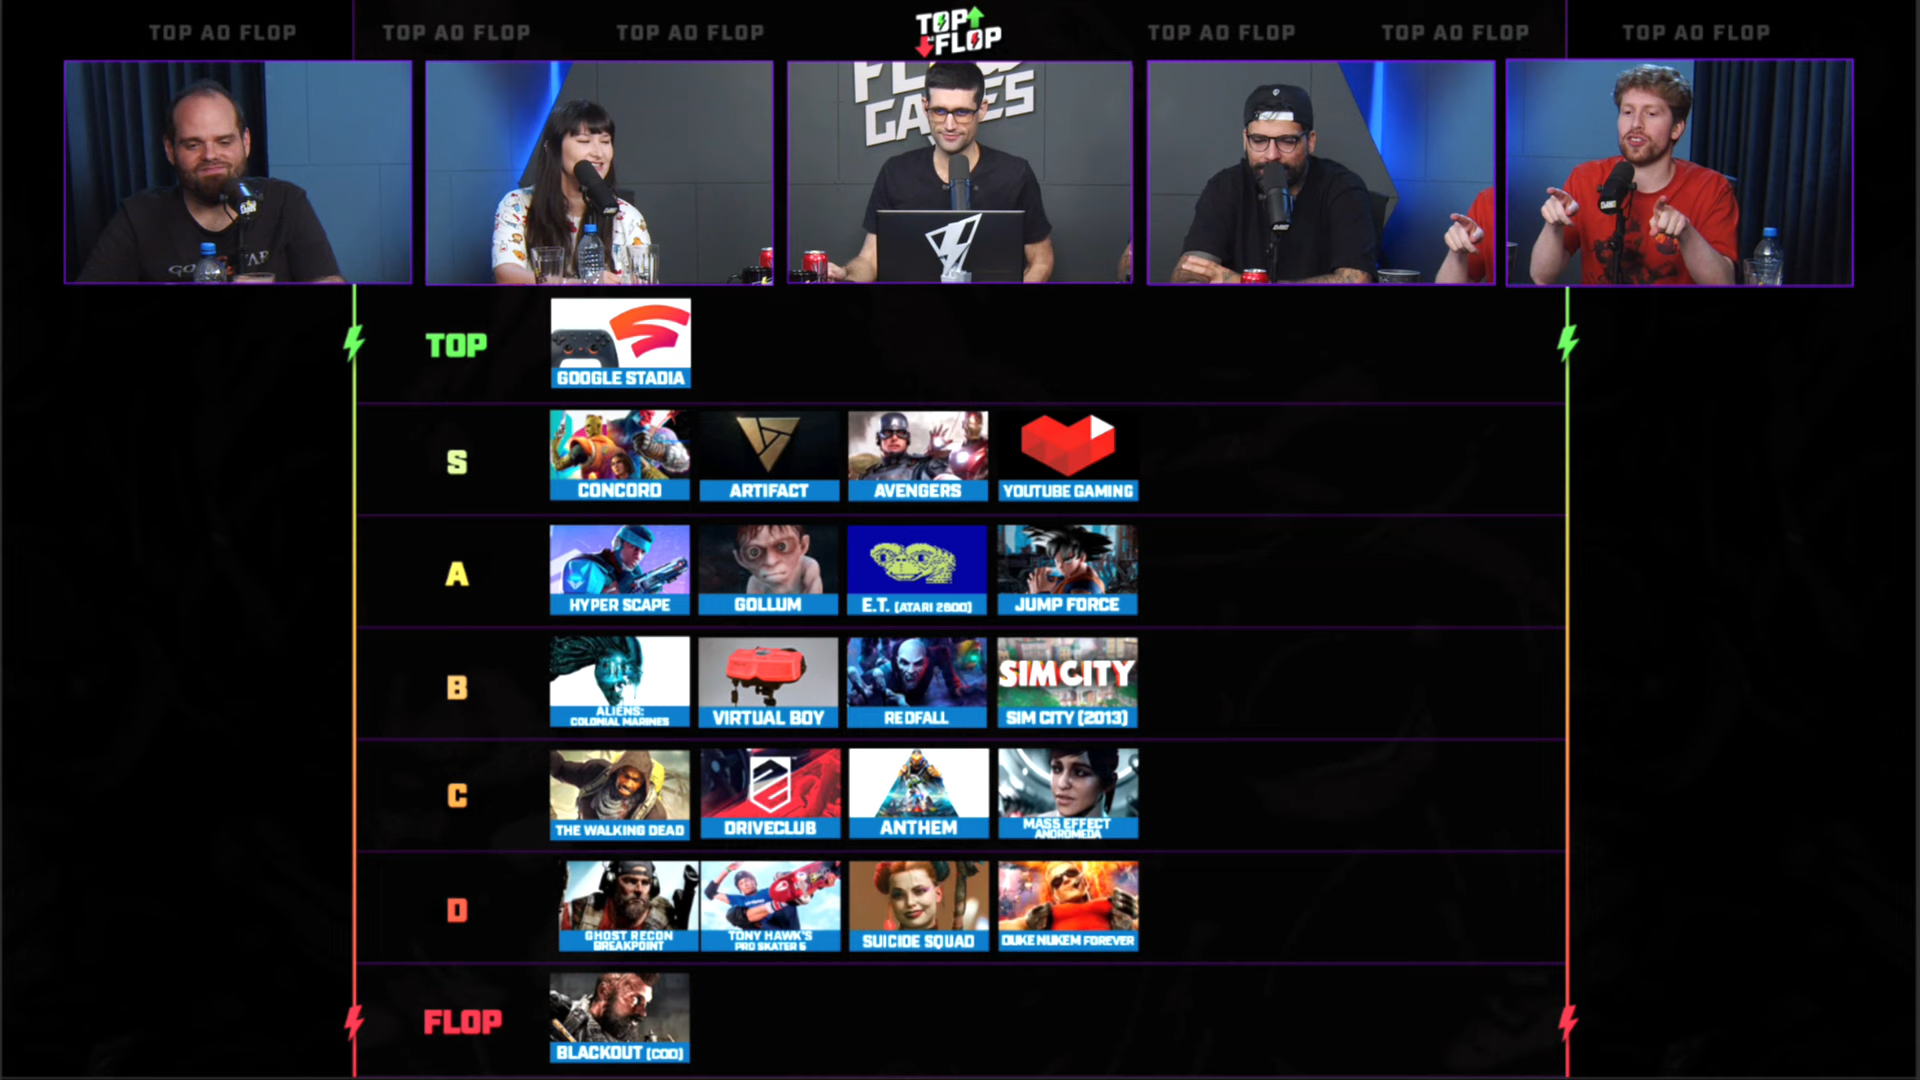 TOP AO FLOP
TOP AO FLOP
TOP AO FLOP
TOP
AO
FLOP
TOP AO FLOP
TOP AO FLOP
TOP AO FLOP
GAMES
TOP
GOOGLE STADIA
S
CONCORD
ARTIFACT
AVENGERS
YOUTUBE GAMING
A
HYPER SCAPE
GOLLUM
E.T. (ATARI 2600)
JUMP FORCE
B
ALIENS:
COLONIAL MARINES
VIRTUAL BOY
REDFALL
SIMCITY
SIM CITY (2013)
C
THE WALKING DEAD
DRIVECLUB
ANTHEM
MASS EFFECT
ANDROMEDA
D
GHOST RECON
BREAKPOINT
TONY HAWK'S
PRO SKATER 5
SUICIDE SQUAD
DUKE NUKEM FOREVER
FLOP
BLACKOUT (COD)